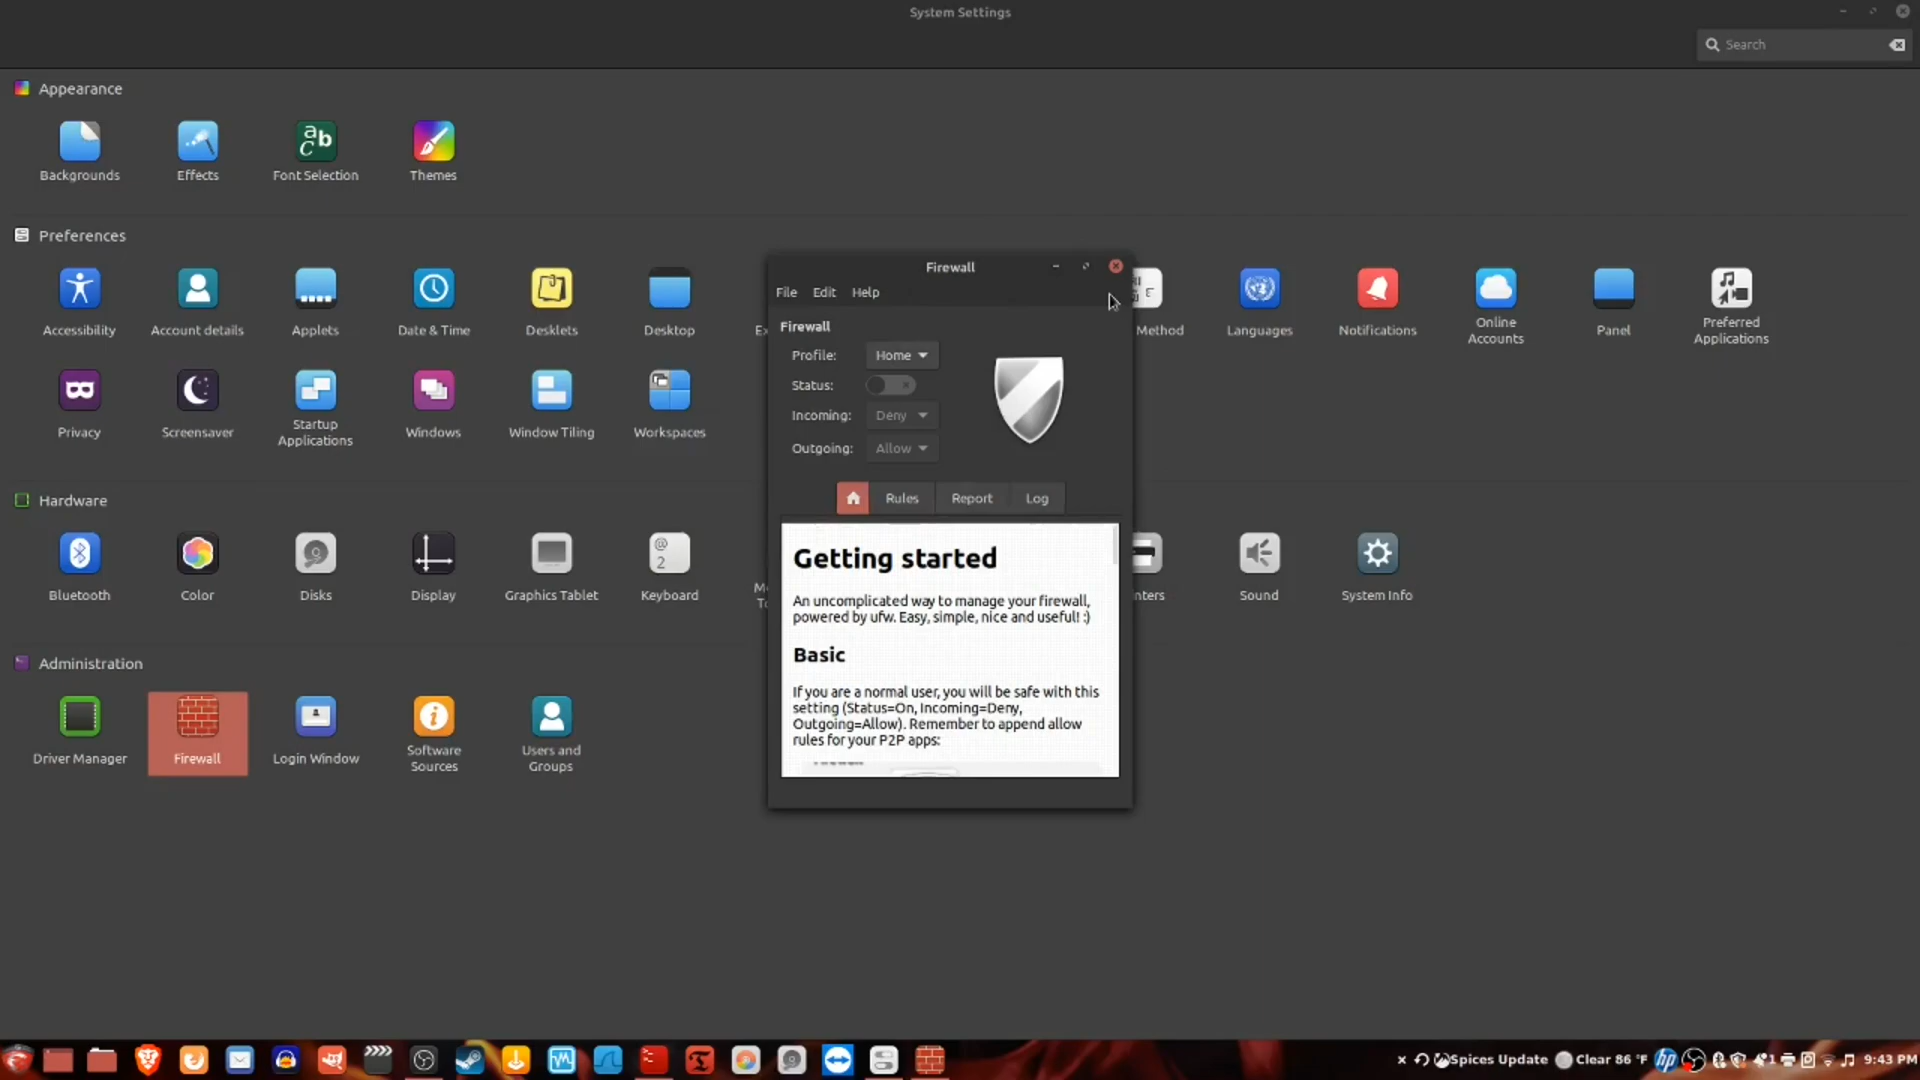 System Settings
Search
Appearance
Backgrounds
Effects
Font Selection
Themes
Preferences
Accessibility
Account details
Applets
Date & Time
Desklets
Desktop
Ex
Method
Languages
Notifications
Online
Accounts
Panel
Preferred
Applications
Privacy
Screensaver
Startup
Applications
Windows
Window Tiling
Workspaces
Hardware
Bluetooth
Color
Disks
Display
Graphics Tablet
@
2
Keyboard
nters
Sound
System Info
Administration
Driver Manager
Firewall
Login Window
Software
Sources
Users and
Groups
Firewall
File Edit Help
Firewall
Profile: Home
Status:
Incoming: Deny
Outgoing: Allow
Rules Report Log
Getting started
An uncomplicated way to manage your firewall,
powered by ufw. Easy, simple, nice and useful! :)
Basic
If you are a normal user, you will be safe with this
setting (Status=On, Incoming=Deny,
Outgoing=Allow). Remember to append allow
rules for your P2P apps:
Spices Update Clear 86 °F hp 1 9:43 PM